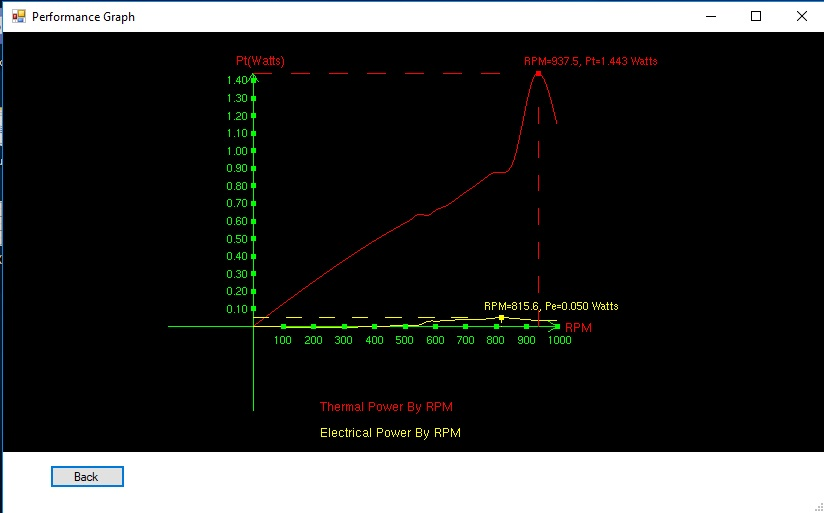 Performance Graph
Pt(Watts)
RPM=937.5, Pt=1.443 Watts
1.40
1.30
1.20
1.10
1.00
0.90
0.80
0.70
0.60
0.50
0.40
0.30
0.20
0.10
RPM=815.6, Pe=0.050 Watts
RPM
100 200 300 400 500 600 700 800 900 1000
Thermal Power By RPM
Electrical Power By RPM
Back